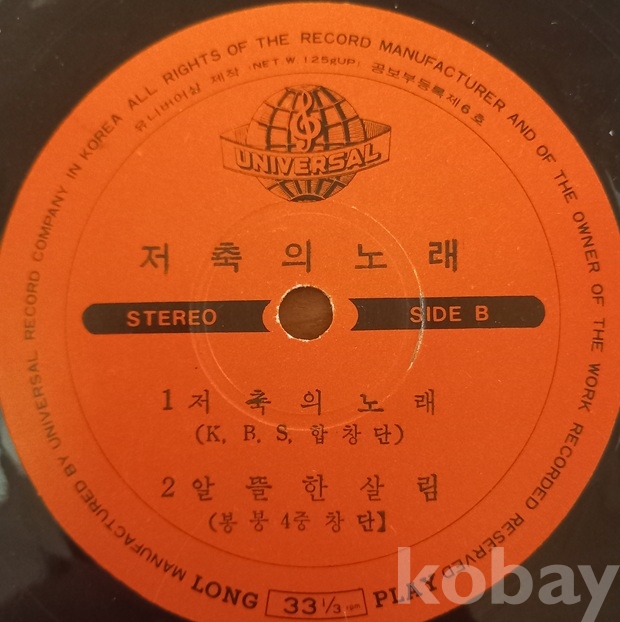 MANUFACTURED BY UNIVERSAL RECORD COMPANY IN KOREA ALL RIGHTS OF THE RECORD MANUFACTURER AND OF THE OWNER OF THE WORK RECORDED RESERVED
유니버어살 제작 (NET W. 125gUP) 공보부등록제6호
UNIVERSAL
저축의노래
STEREO SIDE B
1 저축의노래
(K. B. S. 합창단)
2 알뜰한살림
(봉봉4중창단】
LONG 33 1/3 rpm PLAY
kobay